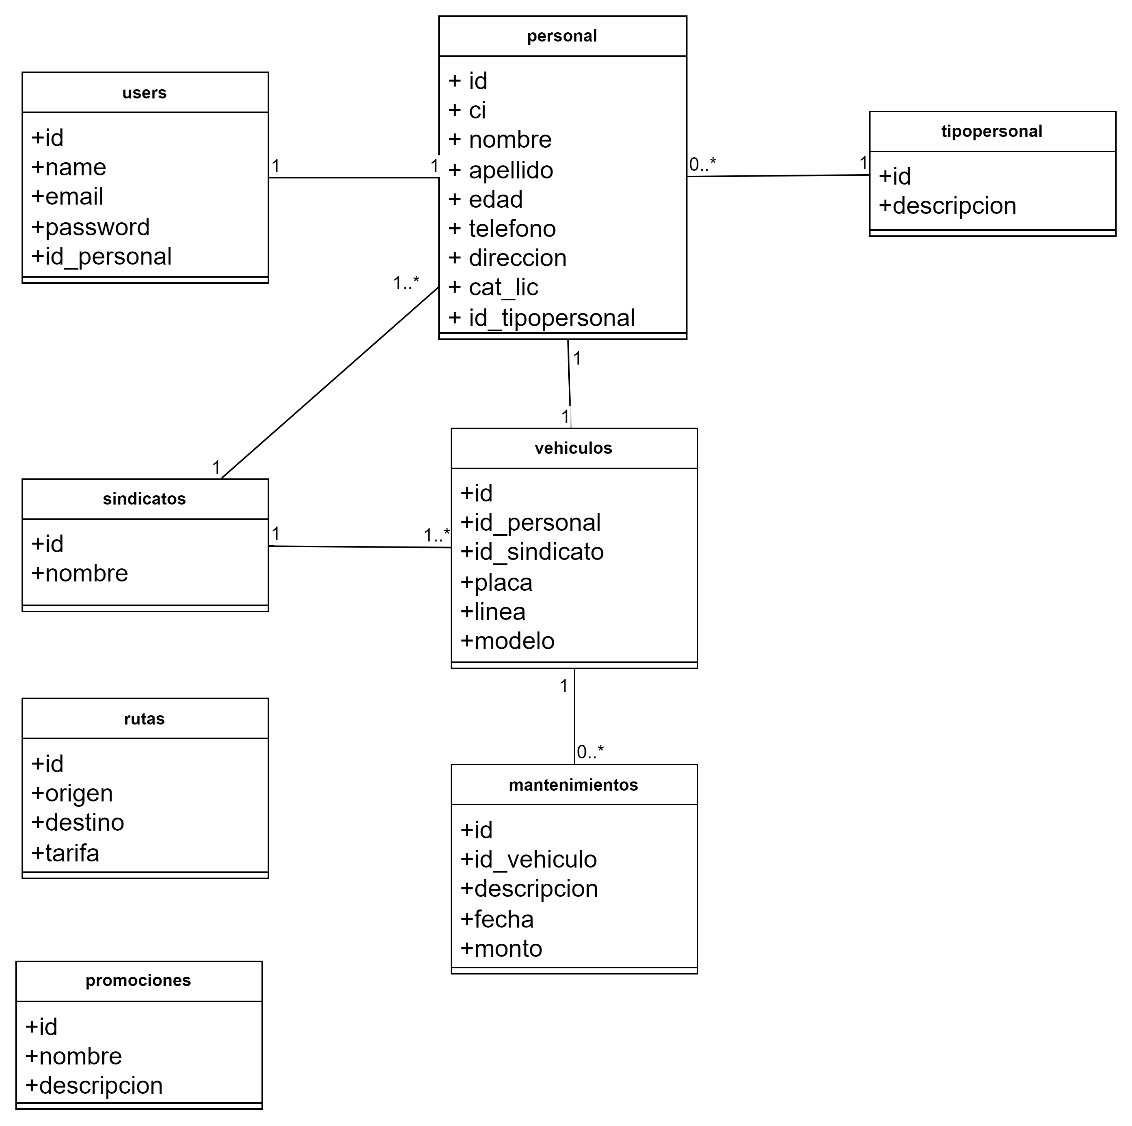 personal
+ id
+ ci
+ nombre
+ apellido
+ edad
+ telefono
+ direccion
+ cat_lic
+ id_tipopersonal
users
+id
+name
+email
+password
+id_personal
1
1
tipopersonal
+id
+descripcion
0..*
1
1..*
1
1
1
sindicatos
+id
+nombre
1
1..*
vehiculos
+id
+id_personal
+id_sindicato
+placa
+linea
+modelo
1
0..*
rutas
+id
+origen
+destino
+tarifa
mantenimientos
+id
+id_vehiculo
+descripcion
+fecha
+monto
promociones
+id
+nombre
+descripcion